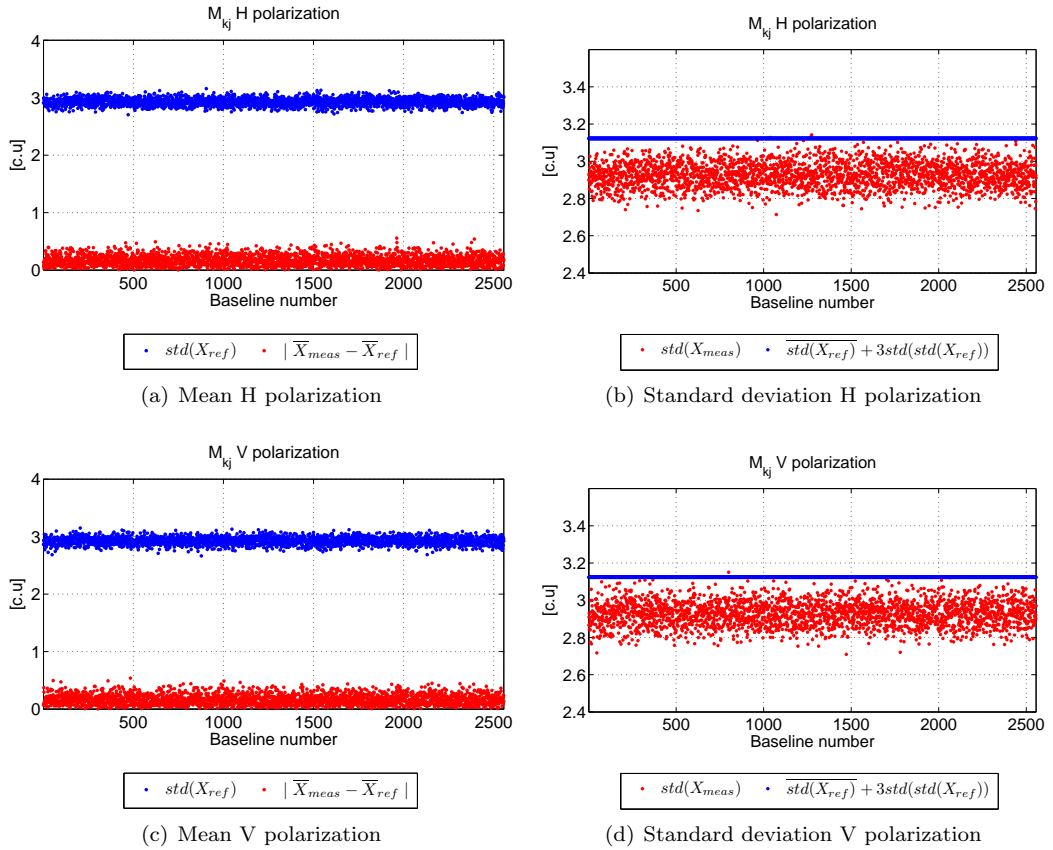 M_kj H polarization
4
3
2
1
0
[c.u]
500 1000 1500 2000 2500
Baseline number
std(X_ref) | X̅_meas − X̅_ref |
(a) Mean H polarization
M_kj H polarization
3.4
3.2
3
2.8
2.6
2.4
[c.u]
500 1000 1500 2000 2500
Baseline number
std(X_meas) \overline{std(X_ref)} + 3std(std(X_ref))
(b) Standard deviation H polarization
M_kj V polarization
4
3
2
1
0
[c.u]
500 1000 1500 2000 2500
Baseline number
std(X_ref) | X̅_meas − X̅_ref |
(c) Mean V polarization
M_kj V polarization
3.4
3.2
3
2.8
2.6
2.4
[c.u]
500 1000 1500 2000 2500
Baseline number
std(X_meas) \overline{std(X_ref)} + 3std(std(X_ref))
(d) Standard deviation V polarization